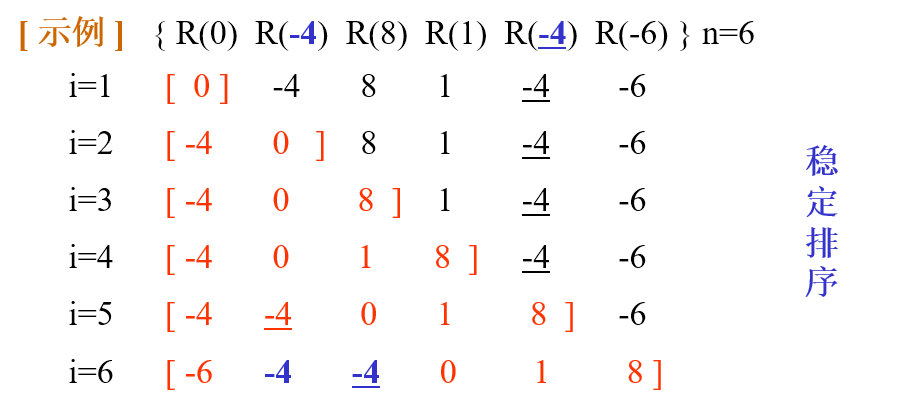 [ 示例 ] { R(0) R(-4) R(8) R(1) R(-4) R(-6) } n=6
i=1 [ 0 ] -4 8 1 -4 -6
i=2 [ -4 0 ] 8 1 -4 -6
i=3 [ -4 0 8 ] 1 -4 -6
i=4 [ -4 0 1 8 ] -4 -6
i=5 [ -4 -4 0 1 8 ] -6
i=6 [ -6 -4 -4 0 1 8 ]
稳定排序